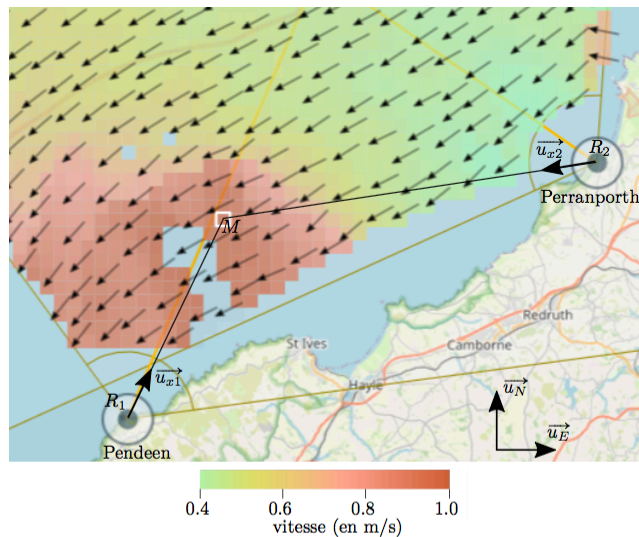 R₂
u_x2
M
Perranporth
Redruth
St Ives
Camborne
u_x1
Hayle
u_N
R₁
u_E
Pendeen
0.4 0.6 0.8 1.0
vitesse (en m/s)